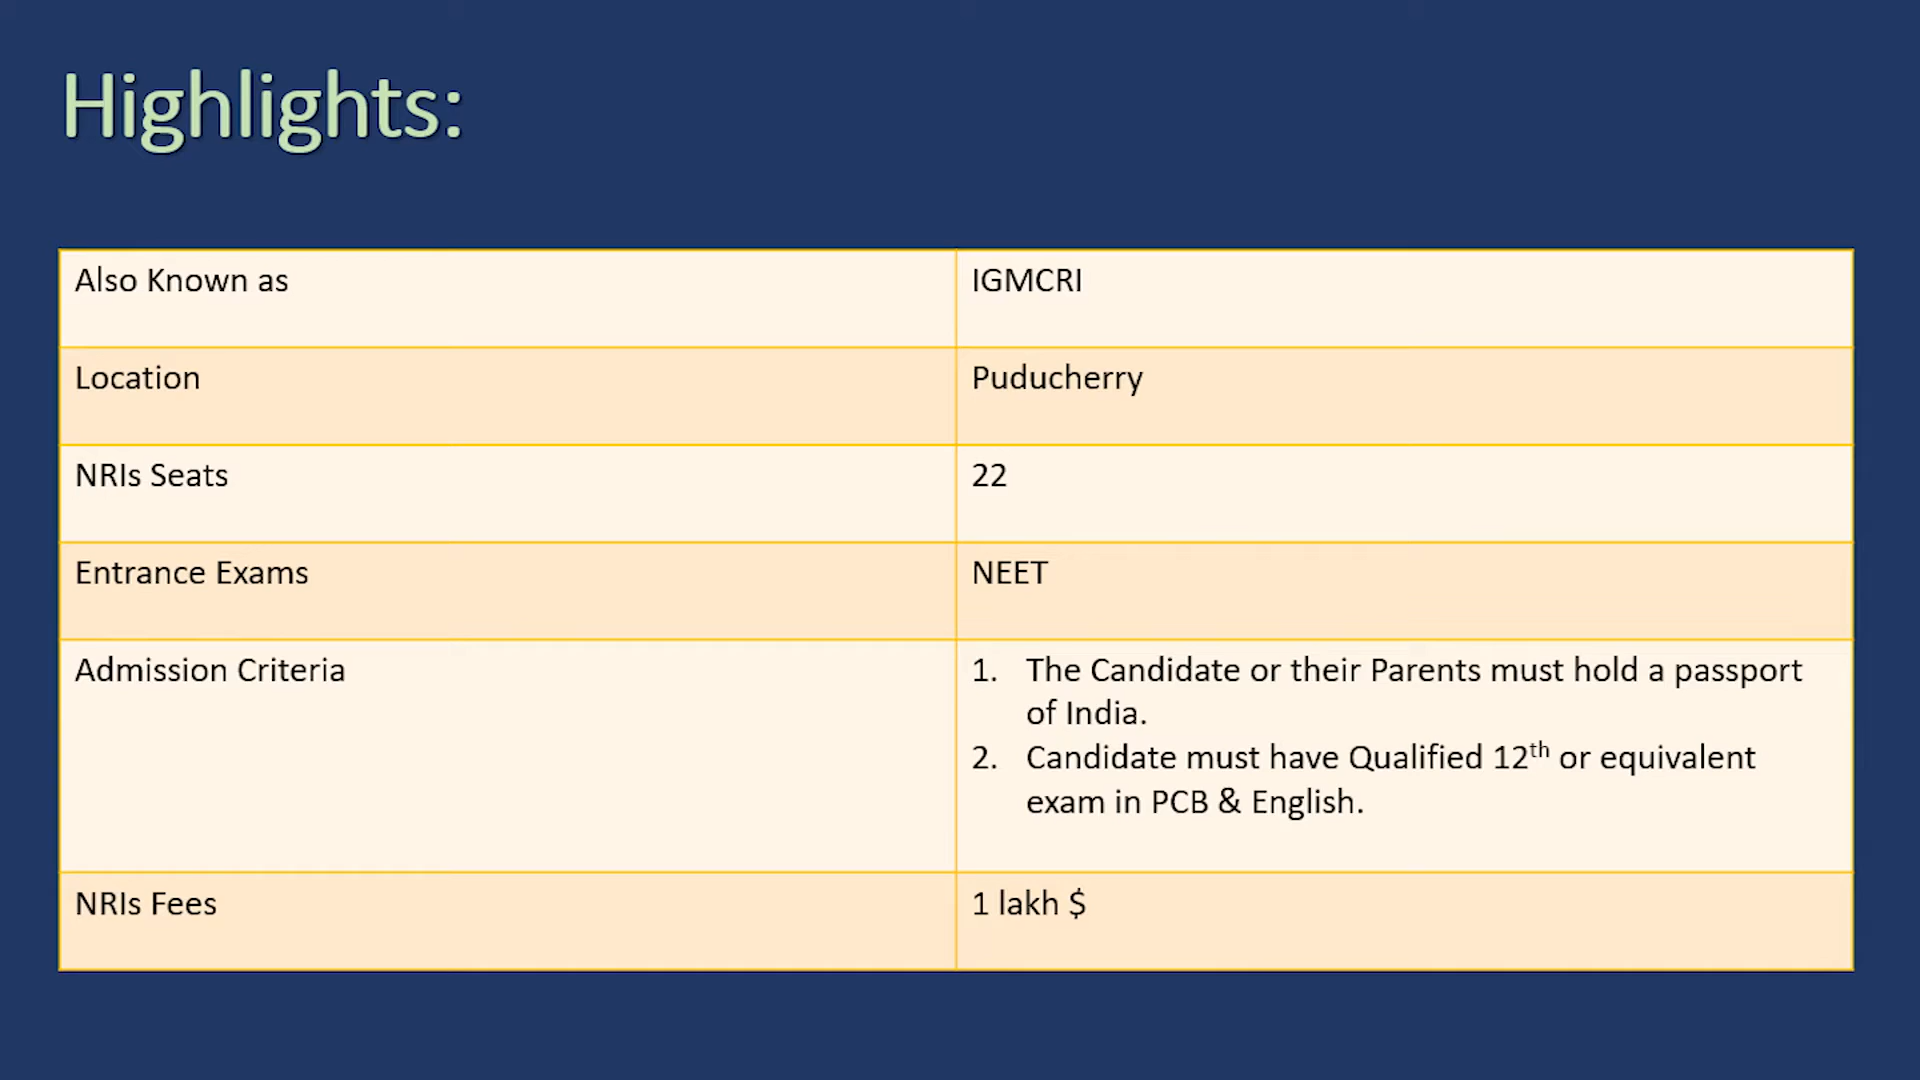 Highlights:
Also Known as
IGMCRI
Location
Puducherry
NRIs Seats
22
Entrance Exams
NEET
Admission Criteria
1. The Candidate or their Parents must hold a passport
of India.
2. Candidate must have Qualified 12th or equivalent
exam in PCB & English.
NRIs Fees
1 lakh $